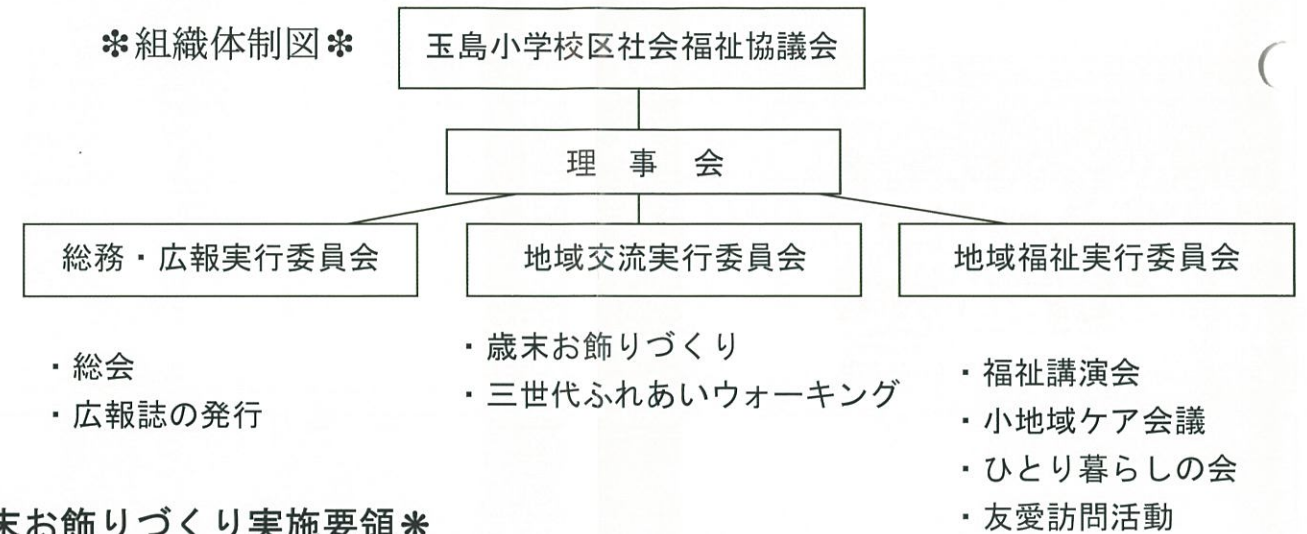 ❇組織体制図❇
玉島小学校区社会福祉協議会
理 事 会
総務・広報実行委員会
地域交流実行委員会
地域福祉実行委員会
・総会
・広報誌の発行
・歳末お飾りづくり
・三世代ふれあいウォーキング
・福祉講演会
・小地域ケア会議
・ひとり暮らしの会
・友愛訪問活動
末お飾りづくり実施要領❇